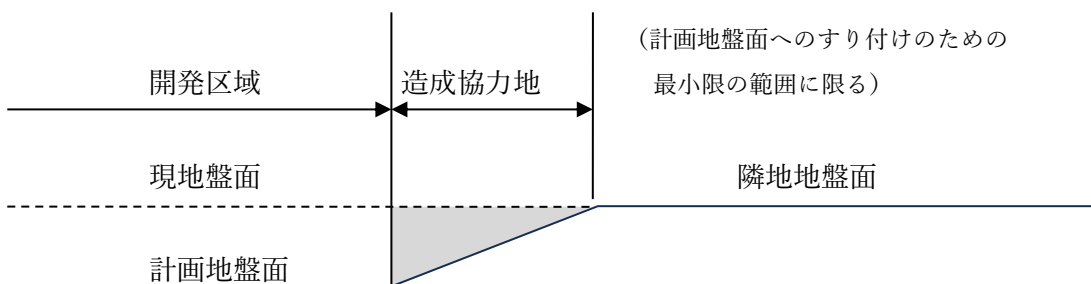 （計画地盤面へのすり付けのための
最小限の範囲に限る）
開発区域
造成協力地
現地盤面
隣地地盤面
計画地盤面